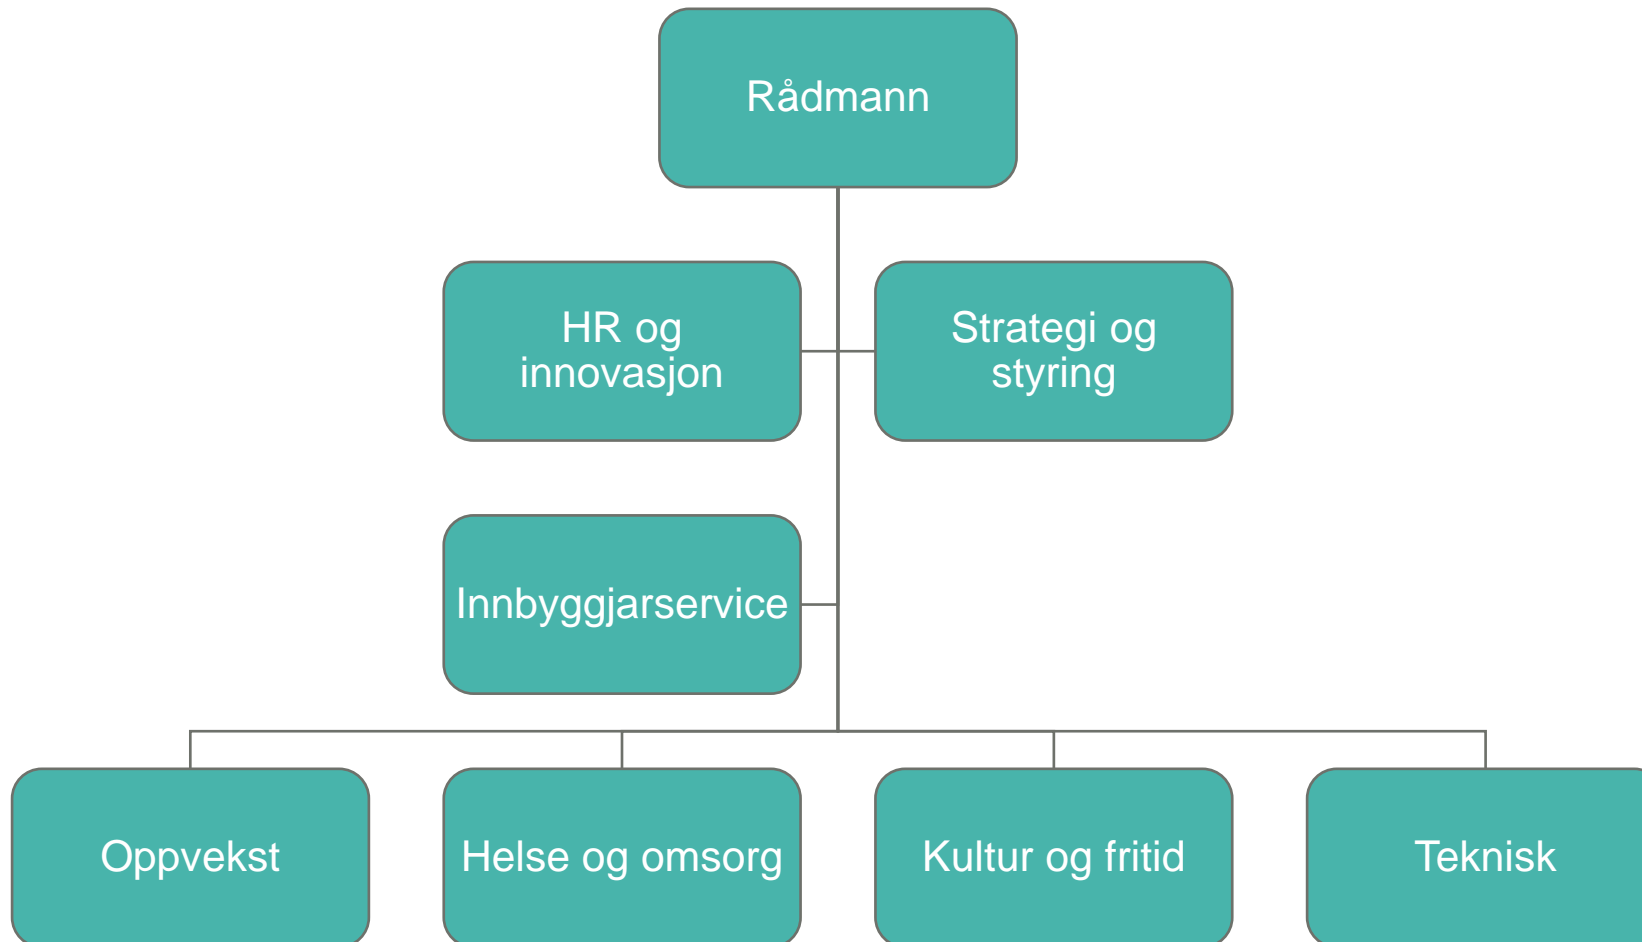 Rådmann
HR og
innovasjon
Strategi og
styring
Innbyggjarservice
Oppvekst
Helse og omsorg
Kultur og fritid
Teknisk